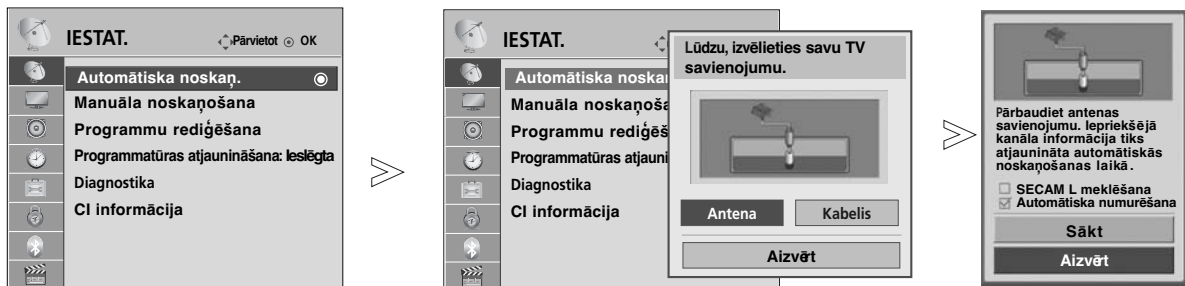 IESTAT.
Pārvietot OK
Automātiska noskaņ.
Manuāla noskaņošana
Programmu rediģēšana
Programmatūras atjaunināšana: Ieslēgta
Diagnostika
CI informācija
IESTAT.
Automātiska noskaņ
Manuāla noskaņoša
Programmu rediģēš
Programmatūras atjauni
Diagnostika
CI informācija
Lūdzu, izvēlieties savu TV
savienojumu.
Antena Kabelis
Aizvērt
Pārbaudiet antenas
savienojumu. Iepriekšējā
kanāla informācija tiks
atjaunināta automātiskās
noskaņošanas laikā.
SECAM L meklēšana
Automātiska numurēšana
Sākt
Aizvērt